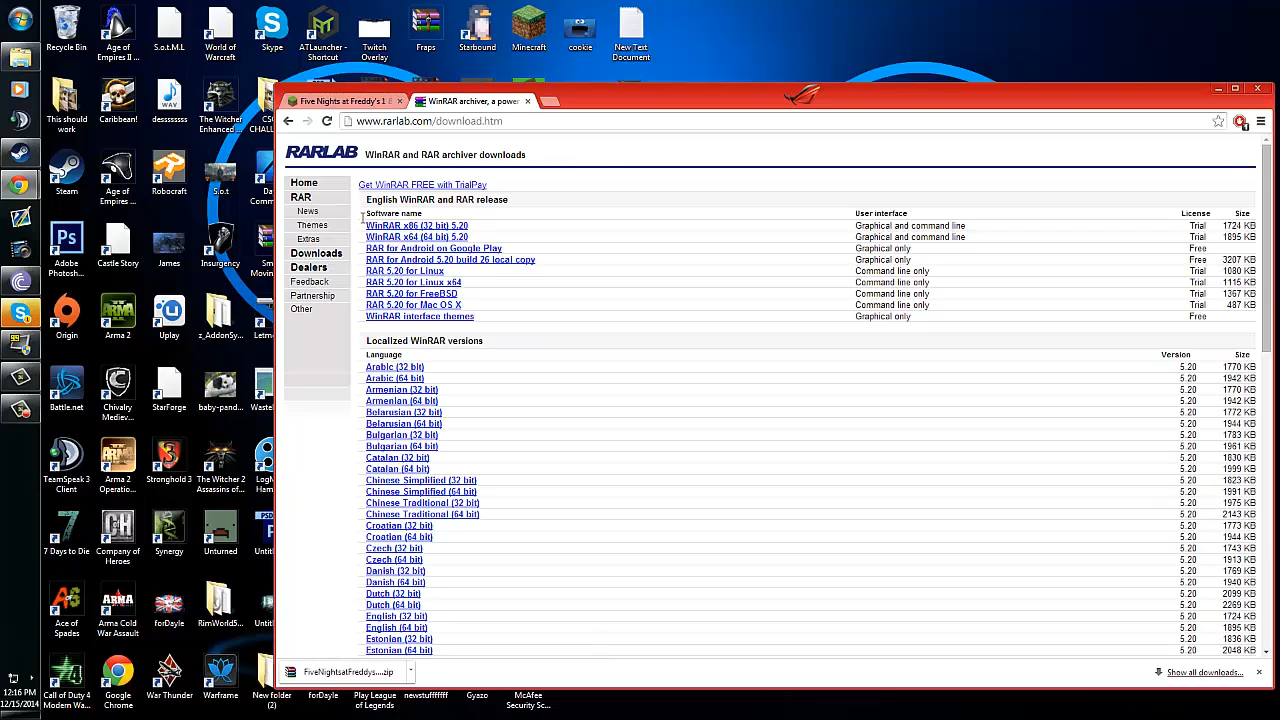 Recycle Bin
Age of Empires II ...
S.o.t.M.L
World of Warcraft
Skype
ATLauncher - Shortcut
Twitch Overlay
Fraps
Starbound
Minecraft
cookie
New Text Document
This should work
Caribbean!
desssssssss
The Witcher Enhanced ...
Steam
Robocraft
S.o.t
Adobe Photosh...
Castle Story
James
Insurgency
Origin
Arma 2
Uplay
z_AddonSy...
Battle.net
Chivalry Mediev...
StarForge
baby-pand...
TeamSpeak 3 Client
Arma 2 Operatio...
Stronghold 3
The Witcher 2 Assassins of...
7 Days to Die
Company of Heroes
Synergy
Unturned
Ace of Spades
Arma Cold War Assault
forDayle
RimWorld5...
Call of Duty 4 Modern Wa...
Google Chrome
War Thunder
Warframe
New folder (2)
forDayle
Play League of Legends
newstufffffff
Gyazo
McAfee Security Sc...
12:16 PM
12/15/2014
Five Nights at Freddy's 1 &
WinRAR archiver, a power
www.rarlab.com/download.htm
RARLAB WinRAR and RAR archiver downloads
Home
RAR
News
Themes
Extras
Downloads
Dealers
Feedback
Partnership
Other
Get WinRAR FREE with TrialPay
English WinRAR and RAR release
Software name User interface License Size
WinRAR x86 (32 bit) 5.20 Graphical and command line Trial 1724 KB
WinRAR x64 (64 bit) 5.20 Graphical and command line Trial 1895 KB
RAR for Android on Google Play Graphical only Free
RAR for Android 5.20 build 26 local copy Graphical only Free 3207 KB
RAR 5.20 for Linux Command line only Trial 1080 KB
RAR 5.20 for Linux x64 Command line only Trial 1115 KB
RAR 5.20 for FreeBSD Command line only Trial 1367 KB
RAR 5.20 for Mac OS X Command line only Trial 487 KB
WinRAR interface themes Graphical only Free
Localized WinRAR versions
Language Version Size
Arabic (32 bit) 5.20 1770 KB
Arabic (64 bit) 5.20 1942 KB
Armenian (32 bit) 5.20 1770 KB
Armenian (64 bit) 5.20 1942 KB
Belarusian (32 bit) 5.20 1772 KB
Belarusian (64 bit) 5.20 1944 KB
Bulgarian (32 bit) 5.20 1783 KB
Bulgarian (64 bit) 5.20 1961 KB
Catalan (32 bit) 5.20 1830 KB
Catalan (64 bit) 5.20 1999 KB
Chinese Simplified (32 bit) 5.20 1823 KB
Chinese Simplified (64 bit) 5.20 1991 KB
Chinese Traditional (32 bit) 5.20 1975 KB
Chinese Traditional (64 bit) 5.20 2143 KB
Croatian (32 bit) 5.20 1773 KB
Croatian (64 bit) 5.20 1944 KB
Czech (32 bit) 5.20 1743 KB
Czech (64 bit) 5.20 1913 KB
Danish (32 bit) 5.20 1769 KB
Danish (64 bit) 5.20 1940 KB
Dutch (32 bit) 5.20 2099 KB
Dutch (64 bit) 5.20 2269 KB
English (32 bit) 5.20 1724 KB
English (64 bit) 5.20 1895 KB
Estonian (32 bit) 5.20 1836 KB
Estonian (64 bit) 5.20 2048 KB
FiveNightsatFreddys....zip
Show all downloads...